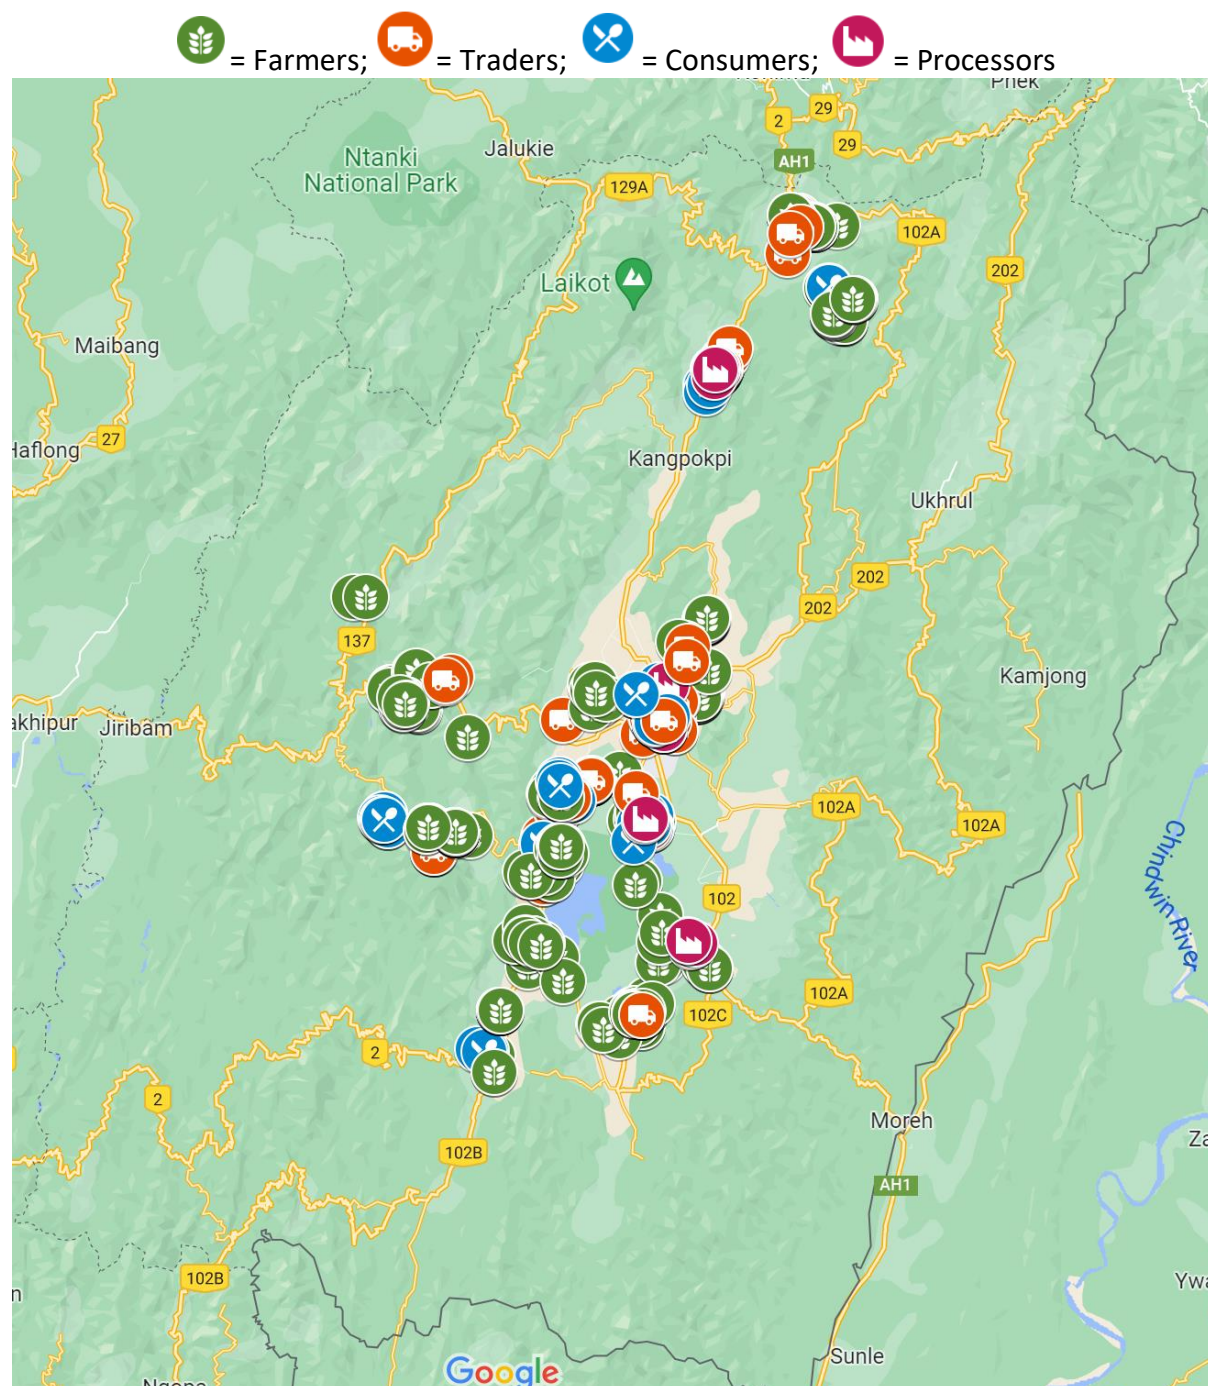 = Farmers; = Traders; = Consumers; = Processors
Phek
29
2
29
Jalukie
AH1
Ntanki
National Park
129A
102A
202
Laikot
Maibang
27
Kangpokpi
Ukhrul
202
202
137
Kamjong
Jiribam
102A
102A
Chindwin River
102
102A
102C
2
2
Moreh
102B
AH1
102B
Sunle
Google